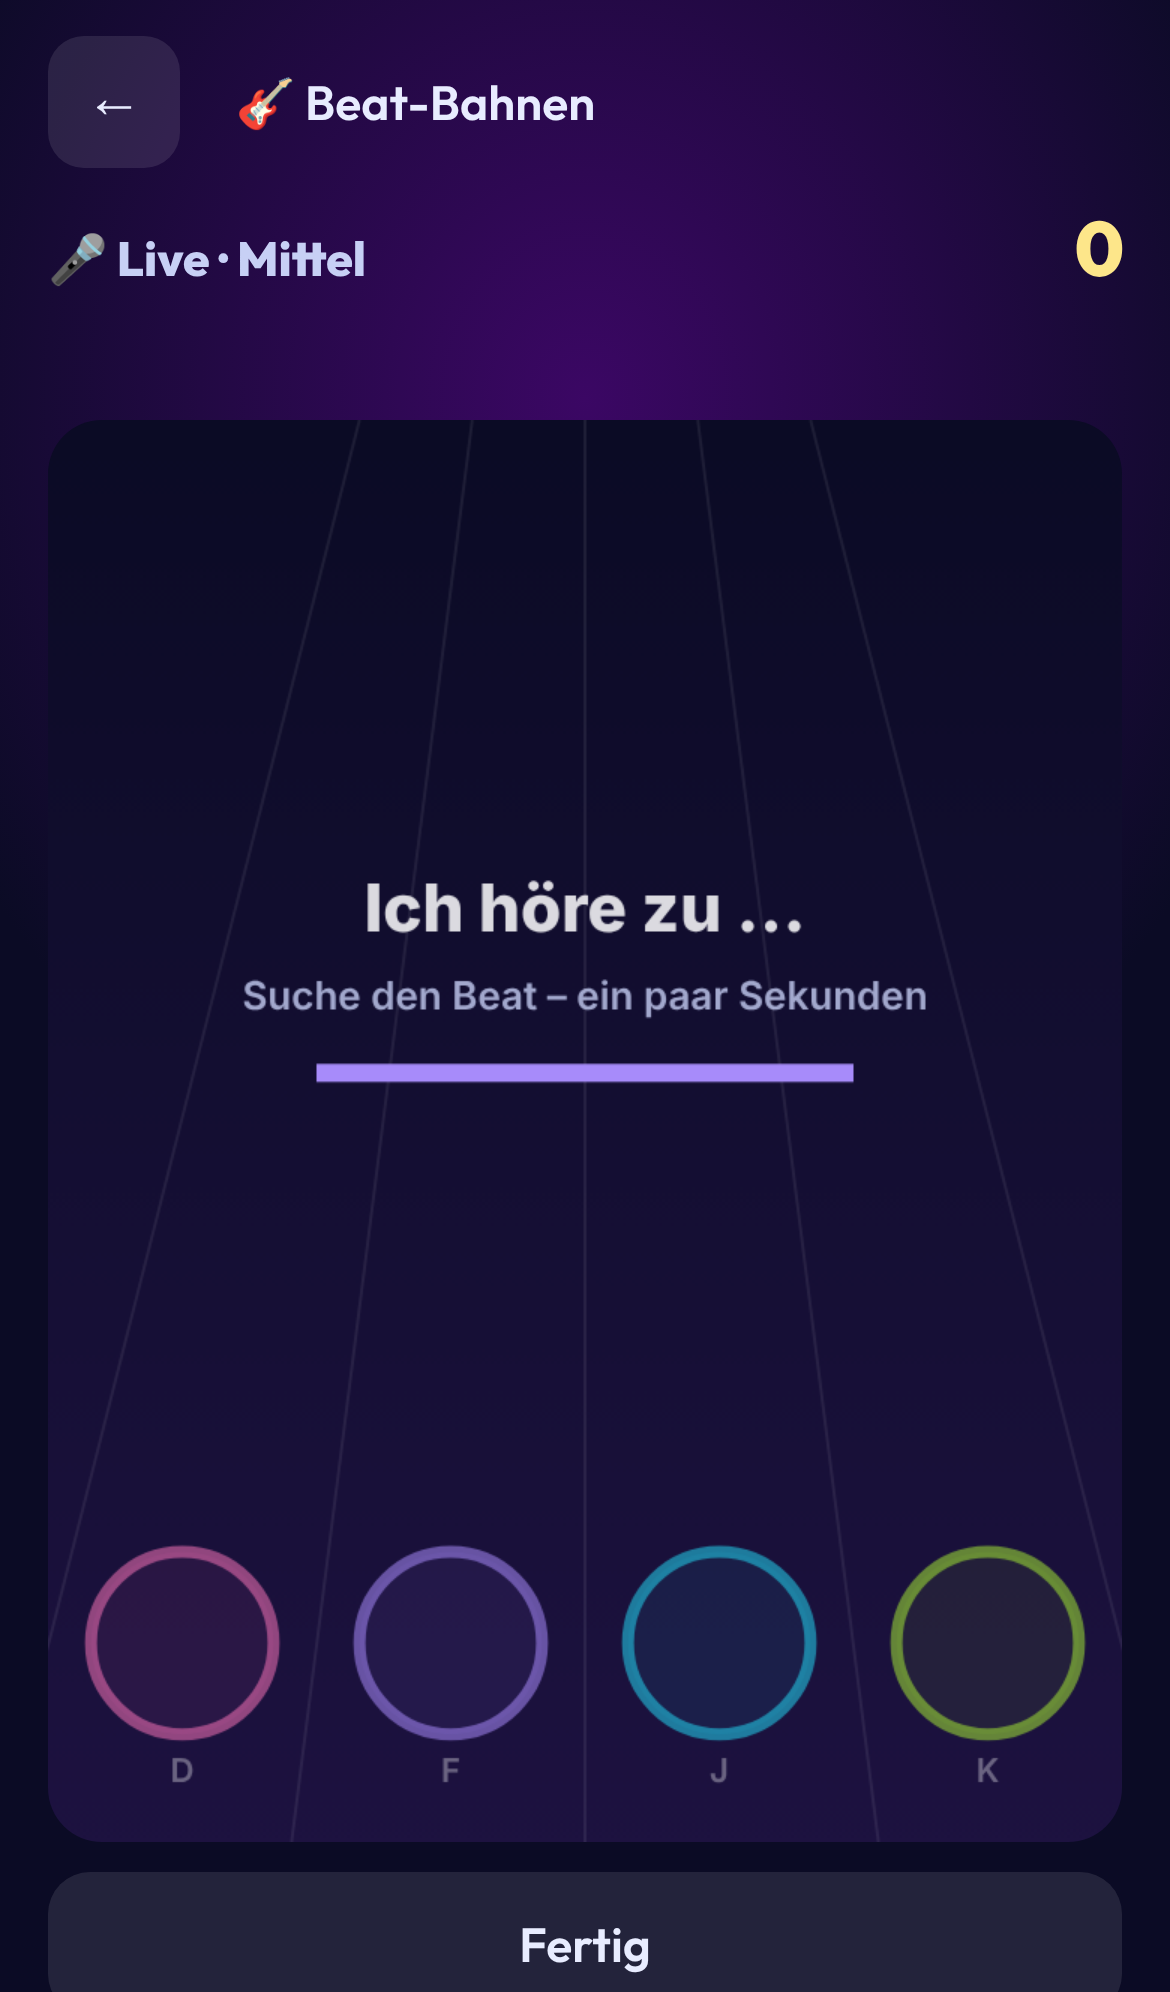 ←
🎸 Beat-Bahnen
🎤 Live · Mittel
0
Ich höre zu …
Suche den Beat – ein paar Sekunden
D F J K
Fertig